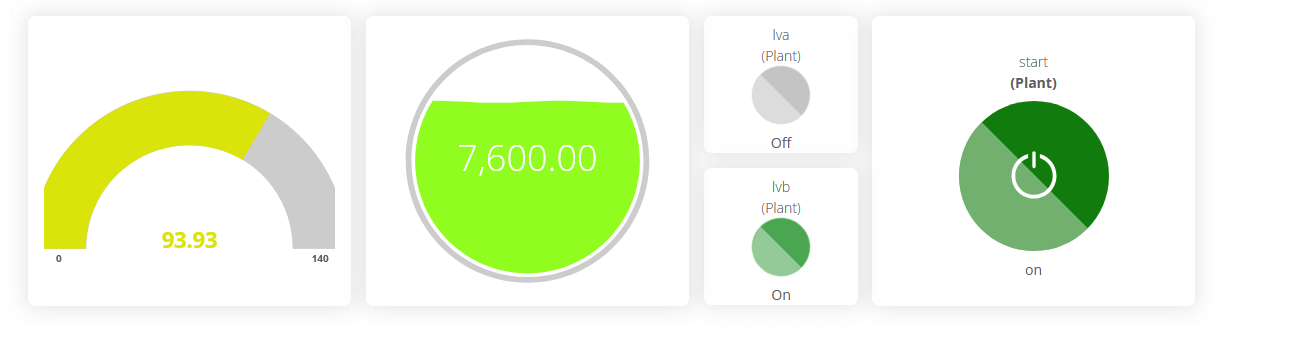 93.93
0
140
7,600.00
lva
(Plant)
Off
lvb
(Plant)
On
start
(Plant)
on